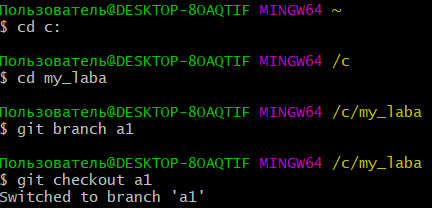 Пользователь@DESKTOP-8OAQTIF MINGW64 ~
$ cd c:
Пользователь@DESKTOP-8OAQTIF MINGW64 /c
$ cd my_laba
Пользователь@DESKTOP-8OAQTIF MINGW64 /c/my_laba
$ git branch a1
Пользователь@DESKTOP-8OAQTIF MINGW64 /c/my_laba
$ git checkout a1
Switched to branch 'a1'